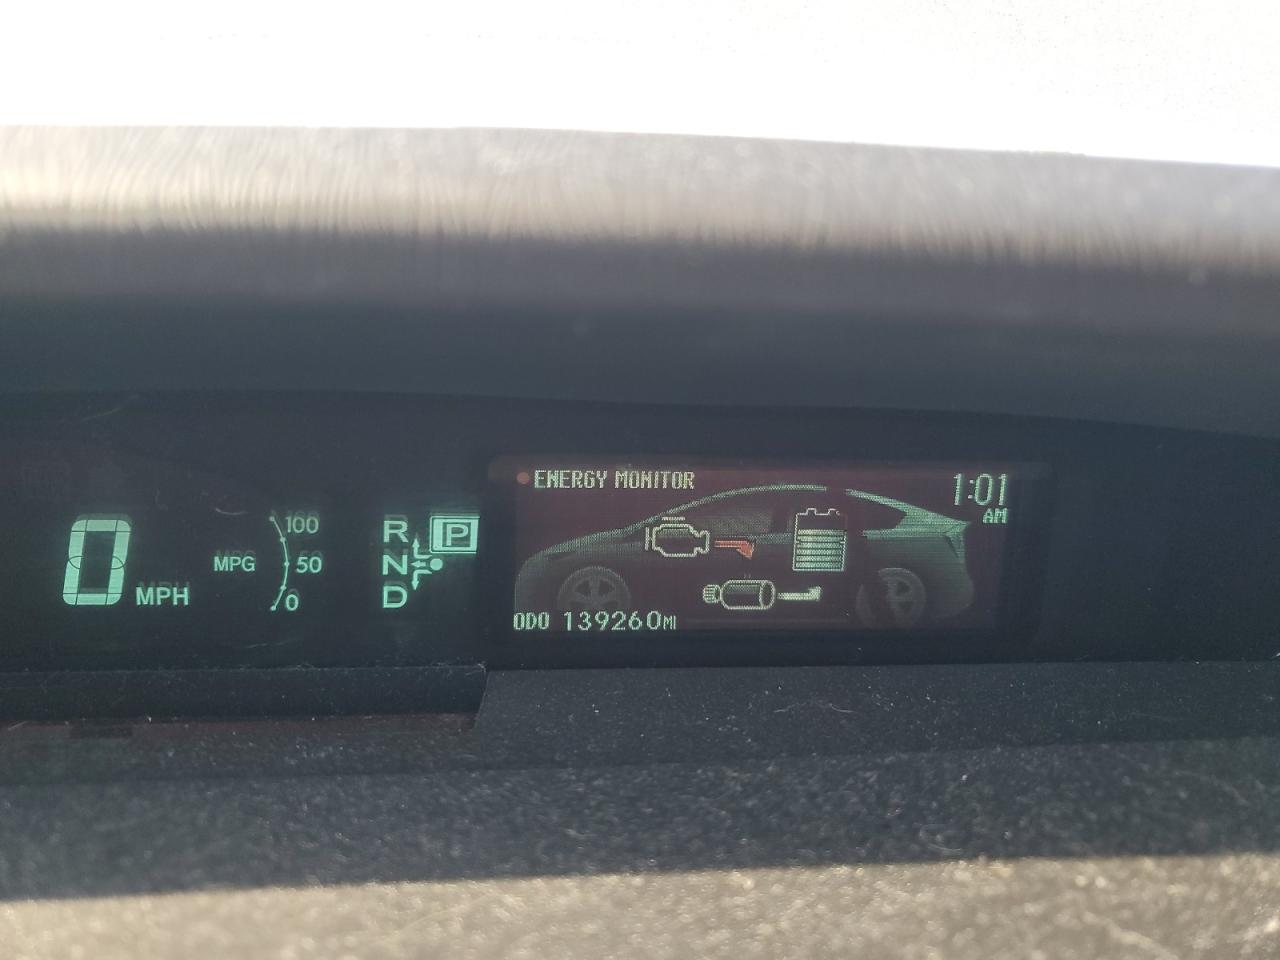 ENERGY MONITOR
1:01
AM
0 MPH
MPG
100
50
0
R
N
D
P
ODO 139260MI